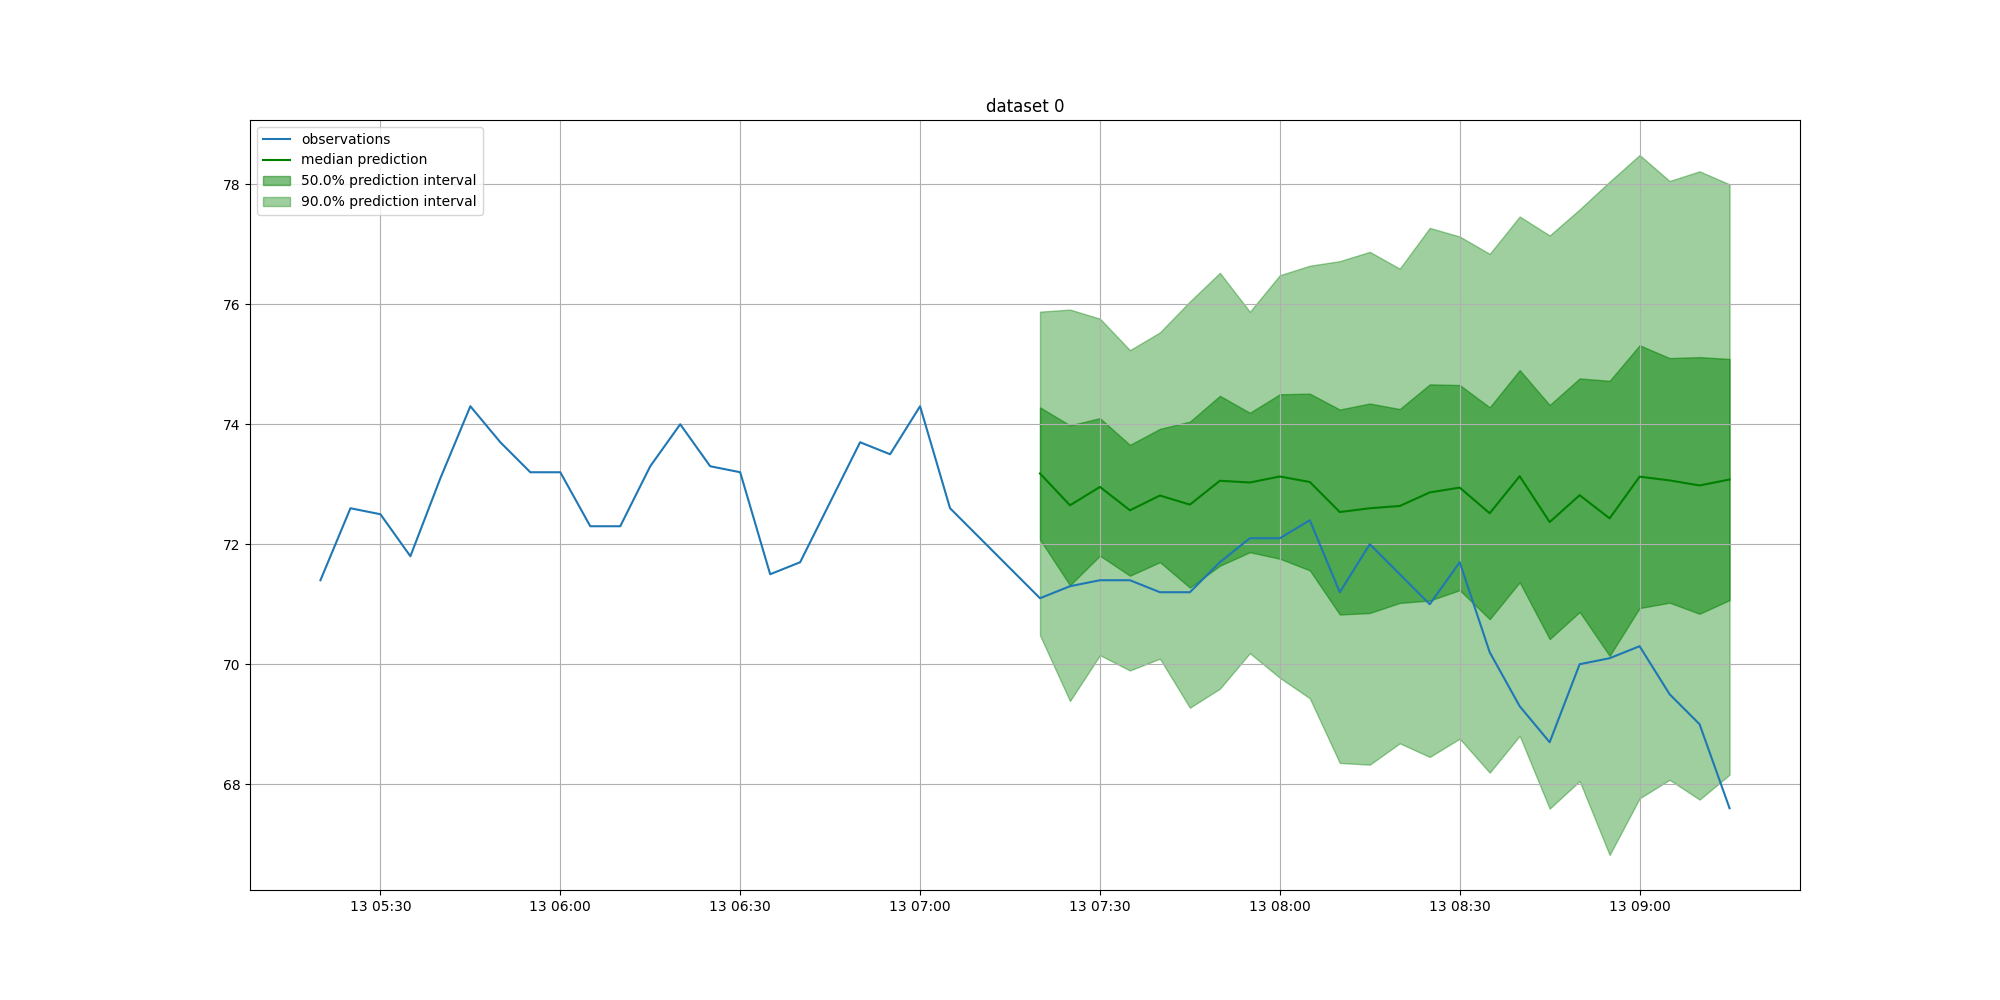 dataset 0
observations
median prediction
50.0% prediction interval
90.0% prediction interval
78
76
74
72
70
68
13 05:30
13 06:00
13 06:30
13 07:00
13 07:30
13 08:00
13 08:30
13 09:00